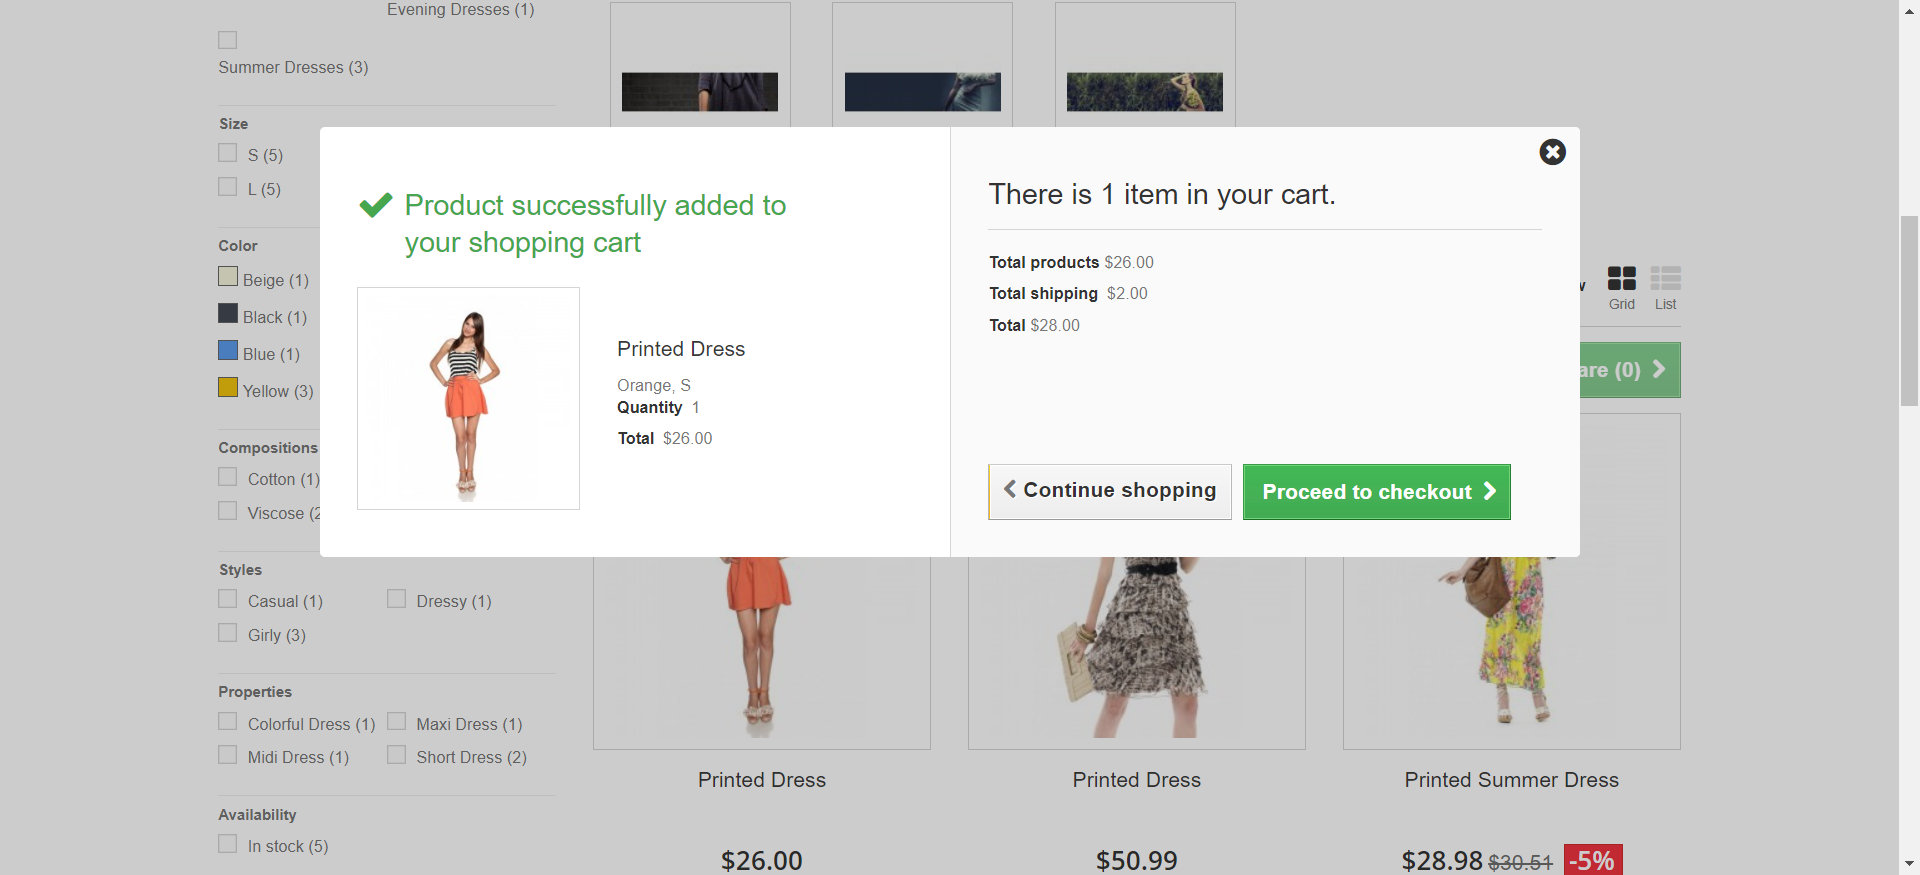 Evening Dresses (1)
Summer Dresses (3)
Size
S (5)
L (5)
Color
Beige (1)
Black (1)
Blue (1)
Yellow (3)
Compositions
Cotton (1)
Viscose (2
Styles
Casual (1)
Dressy (1)
Girly (3)
Properties
Colorful Dress (1)
Maxi Dress (1)
Midi Dress (1)
Short Dress (2)
Availability
In stock (5)
Product successfully added to
your shopping cart
Printed Dress
Orange, S
Quantity 1
Total $26.00
There is 1 item in your cart.
Total products $26.00
Total shipping $2.00
Total $28.00
Continue shopping
Proceed to checkout
Grid
List
are (0)
Printed Dress
$26.00
Printed Dress
$50.99
Printed Summer Dress
$28.98 $30.51 -5%